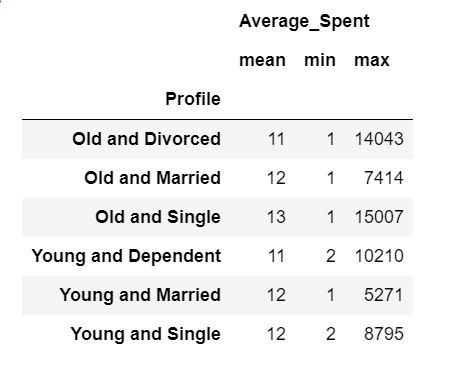 Average_Spent
mean min max
Profile
Old and Divorced 11 1 14043
Old and Married 12 1 7414
Old and Single 13 1 15007
Young and Dependent 11 2 10210
Young and Married 12 1 5271
Young and Single 12 2 8795